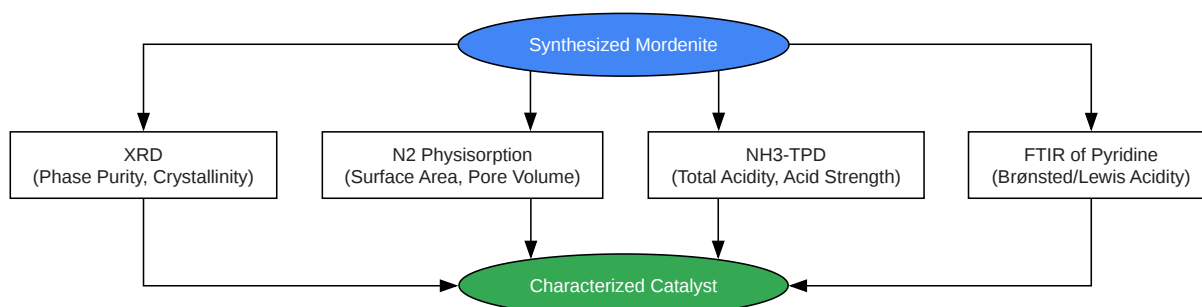 Synthesized Mordenite
XRD
(Phase Purity, Crystallinity)
N2 Physisorption
(Surface Area, Pore Volume)
NH3-TPD
(Total Acidity, Acid Strength)
FTIR of Pyridine
(Brønsted/Lewis Acidity)
Characterized Catalyst